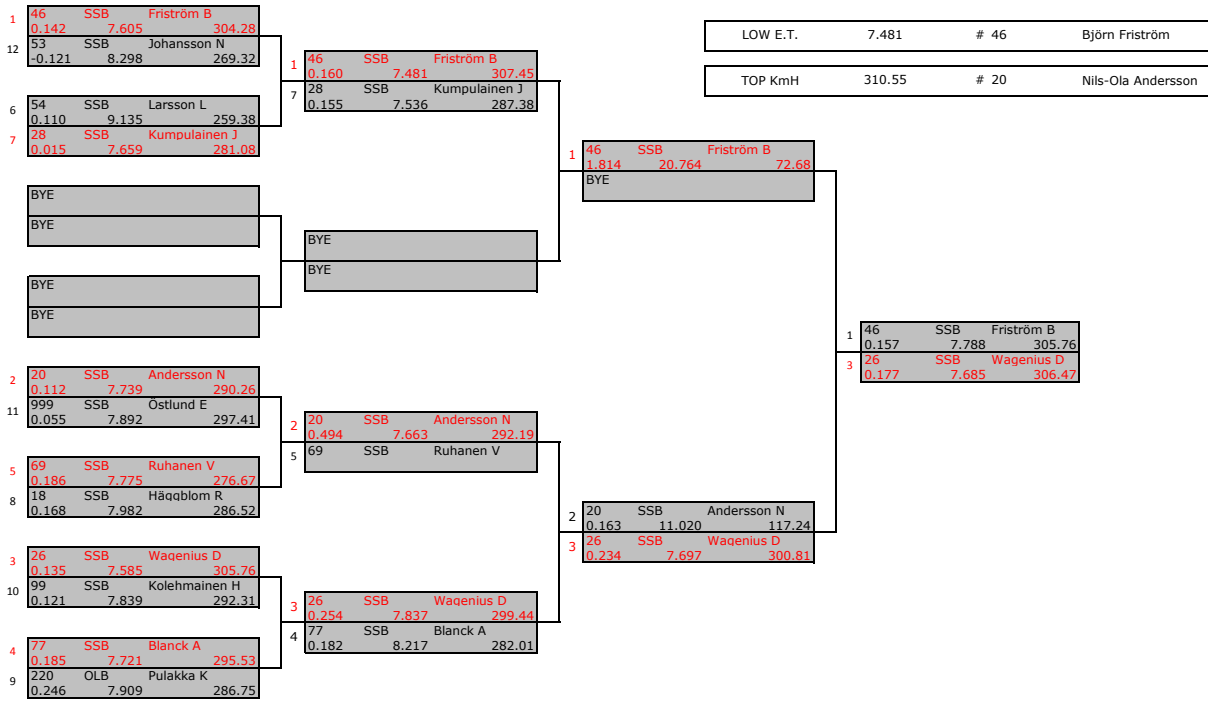 LOW E.T. 7.481 # 46 Björn Friström
TOP KmH 310.55 # 20 Nils-Ola Andersson
1 46 SSB Friström B
0.142 7.605 304.28
12 53 SSB Johansson N
-0.121 8.298 269.32
6 54 SSB Larsson L
0.110 9.135 259.38
7 28 SSB Kumpulainen J
0.015 7.659 281.08
BYE
BYE
BYE
BYE
2 20 SSB Andersson N
0.112 7.739 290.26
11 999 SSB Östlund E
0.055 7.892 297.41
5 69 SSB Ruhanen V
0.186 7.775 276.67
8 18 SSB Häggblom R
0.168 7.982 286.52
3 26 SSB Wagenius D
0.135 7.585 305.76
10 99 SSB Kolehmainen H
0.121 7.839 292.31
4 77 SSB Blanck A
0.185 7.721 295.53
9 220 OLB Pulakka K
0.246 7.909 286.75
1 46 SSB Friström B
0.160 7.481 307.45
7 28 SSB Kumpulainen J
0.155 7.536 287.38
BYE
BYE
2 20 SSB Andersson N
0.494 7.663 292.19
5 69 SSB Ruhanen V
3 26 SSB Wagenius D
0.254 7.837 299.44
4 77 SSB Blanck A
0.182 8.217 282.01
1 46 SSB Friström B
1.814 20.764 72.68
BYE
2 20 SSB Andersson N
0.163 11.020 117.24
3 26 SSB Wagenius D
0.234 7.697 300.81
1 46 SSB Friström B
0.157 7.788 305.76
3 26 SSB Wagenius D
0.177 7.685 306.47